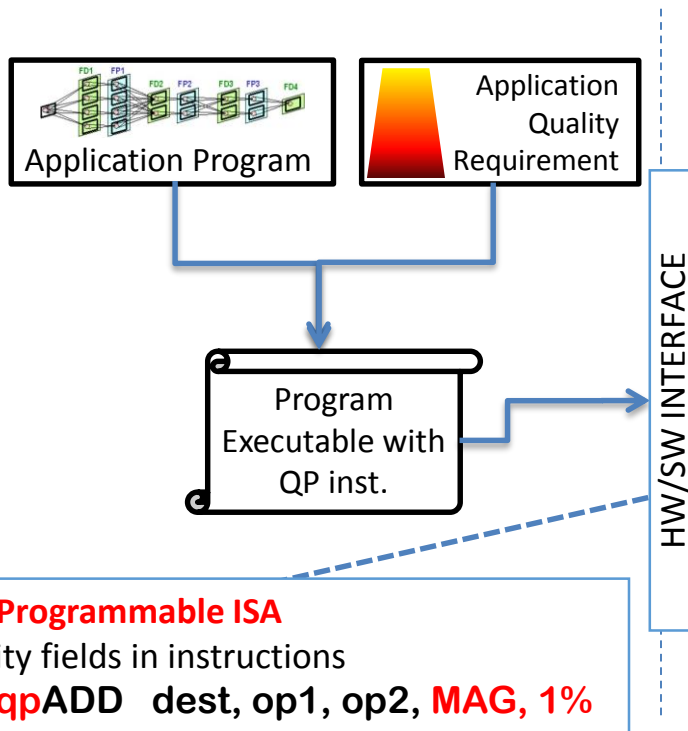 FD1 FP1 FD2 FP2 FD3 FP3 FD4
Application Program
Application
Quality
Requirement
HW/SW INTERFACE
Program
Executable with
QP inst.
Programmable ISA
ity fields in instructions
qpADD dest, op1, op2, MAG, 1%